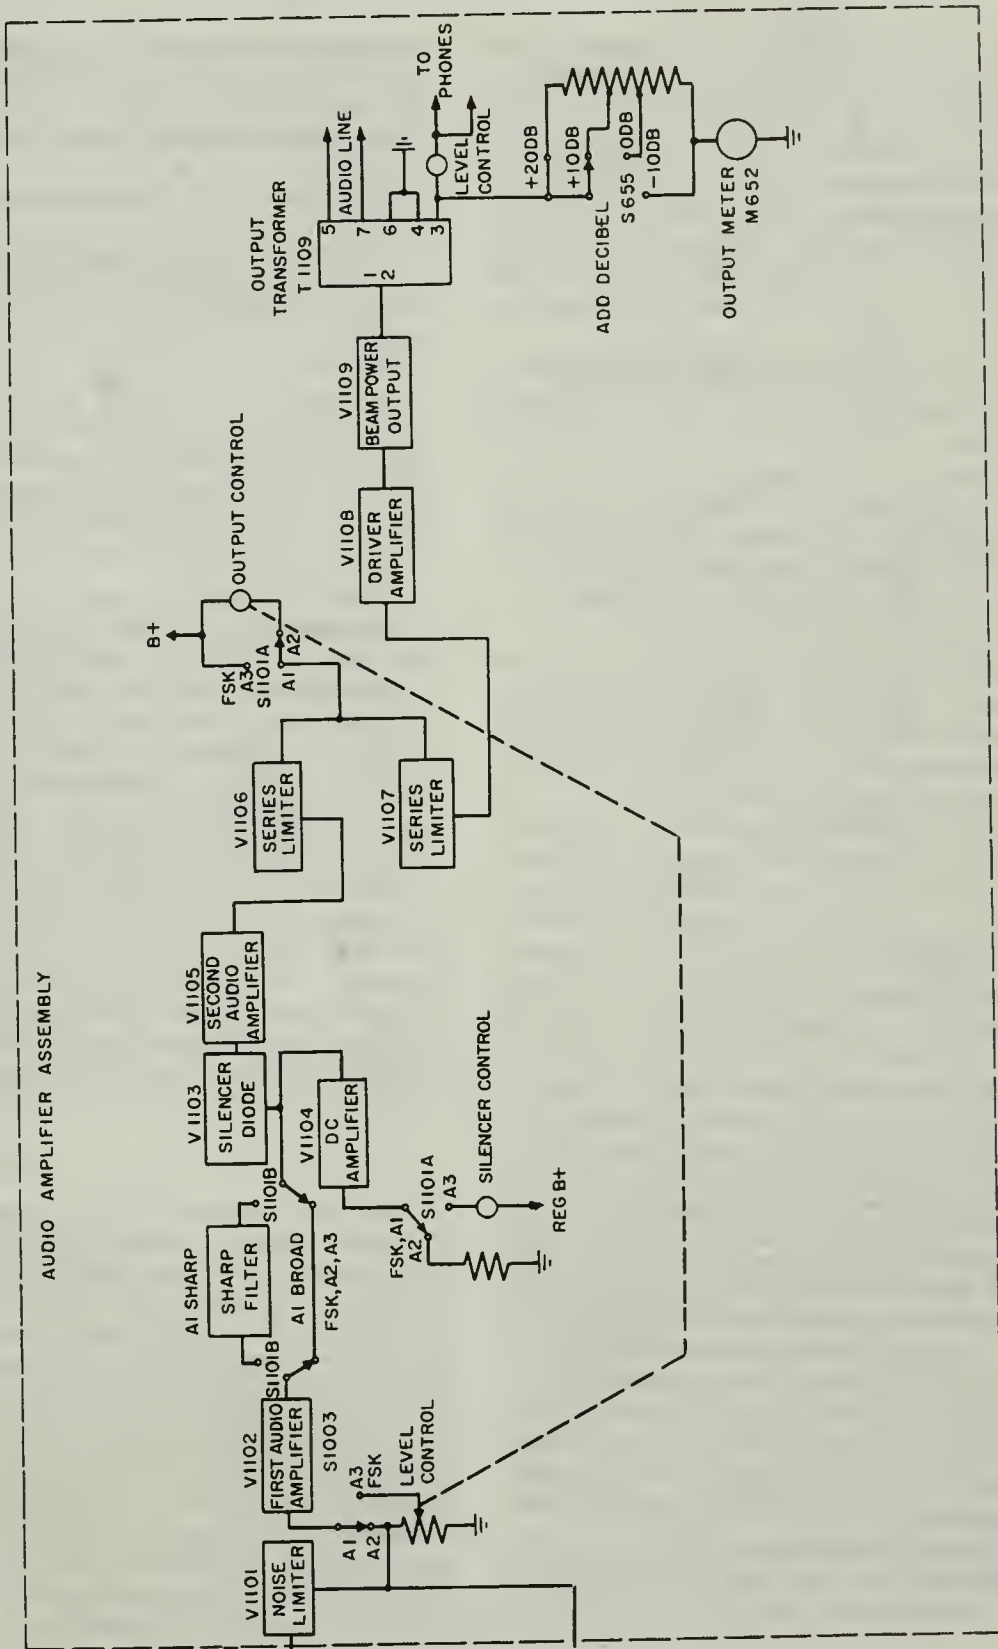 AUDIO AMPLIFIER ASSEMBLY
V1101
NOISE
LIMITER
A1
A2
A3
FSK
LEVEL
CONTROL
S1003
V1102
FIRST AUDIO
AMPLIFIER
S1101B
A1 SHARP
SHARP
FILTER
S1101B
A1 BROAD
FSK, A2, A3
V1103
SILENCER
DIODE
V1104
DC
AMPLIFIER
FSK, A1
A2
S1101A
A3
SILENCER CONTROL
REG B+
V1105
SECOND
AUDIO
AMPLIFIER
V1106
SERIES
LIMITER
V1107
SERIES
LIMITER
B+
FSK
A3
S1101A
A1
A2
OUTPUT CONTROL
V1108
DRIVER
AMPLIFIER
V1109
BEAM POWER
OUTPUT
OUTPUT
TRANSFORMER
T1109
1
2
5
7
6
4
3
AUDIO LINE
TO
PHONES
LEVEL
CONTROL
+20DB
+10DB
0DB
-10DB
ADD DECIBEL
S655
OUTPUT METER
M652